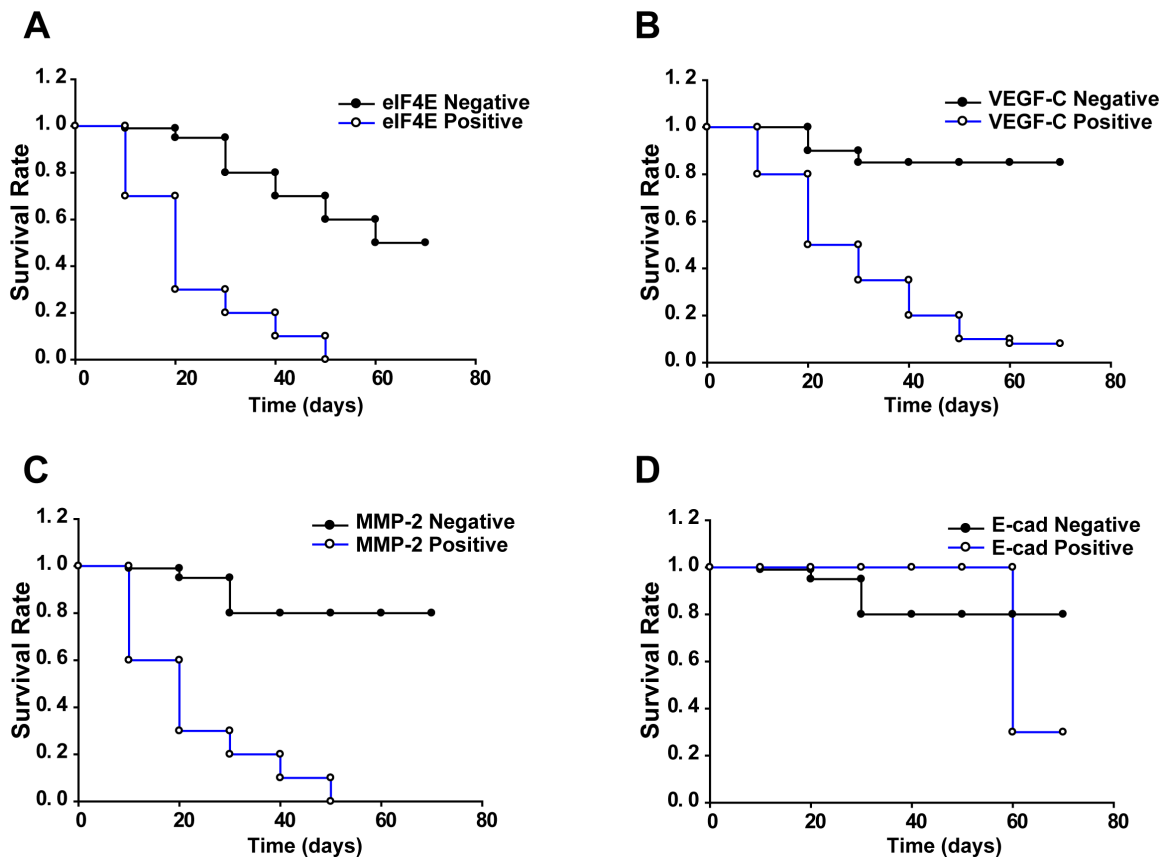 A
1. 2
1. 0
0. 8
0. 6
0. 4
0. 2
0. 0
Survival Rate
eIF4E Negative
eIF4E Positive
0 20 40 60 80
Time (days)
B
1. 2
1. 0
0. 8
0. 6
0. 4
0. 2
0. 0
Survival Rate
VEGF-C Negative
VEGF-C Positive
0 20 40 60 80
Time (days)
C
1. 2
1. 0
0. 8
0. 6
0. 4
0. 2
0. 0
Survival Rate
MMP-2 Negative
MMP-2 Positive
0 20 40 60 80
Time (days)
D
1. 2
1. 0
0. 8
0. 6
0. 4
0. 2
0. 0
Survival Rate
E-cad Negative
E-cad Positive
0 20 40 60 80
Time (days)